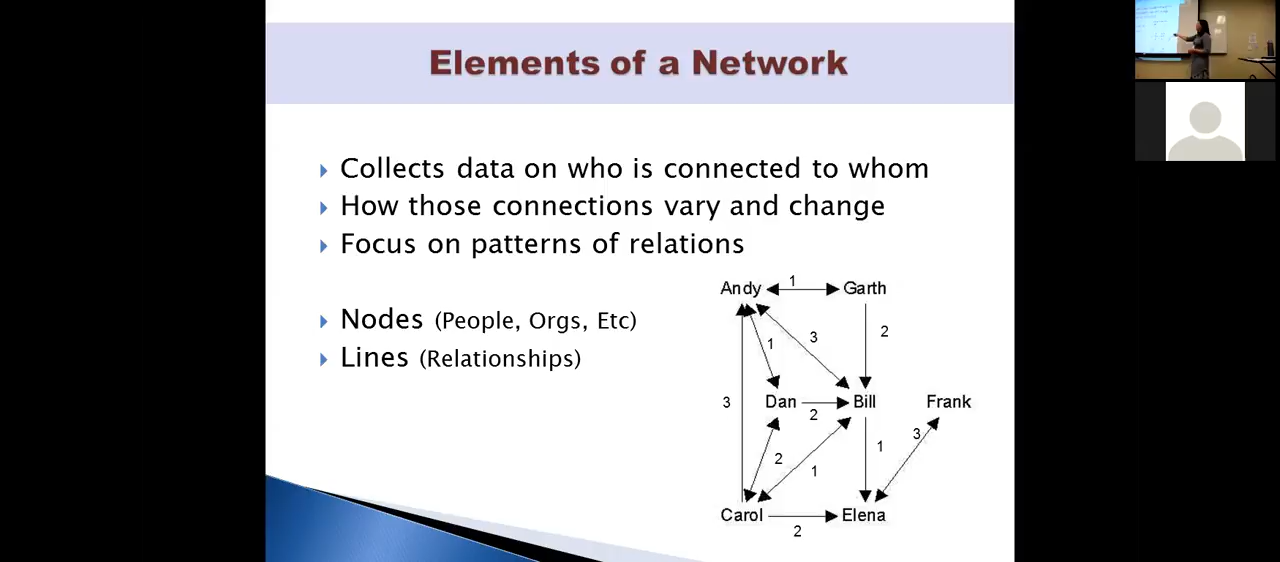 Elements of a Network
Collects data on who is connected to whom
How those connections vary and change
Focus on patterns of relations
Nodes (People, Orgs, Etc)
Lines (Relationships)
Andy 1 Garth
1 3 2
3 Dan 2 Bill Frank
2 1 1 3
Carol 2 Elena